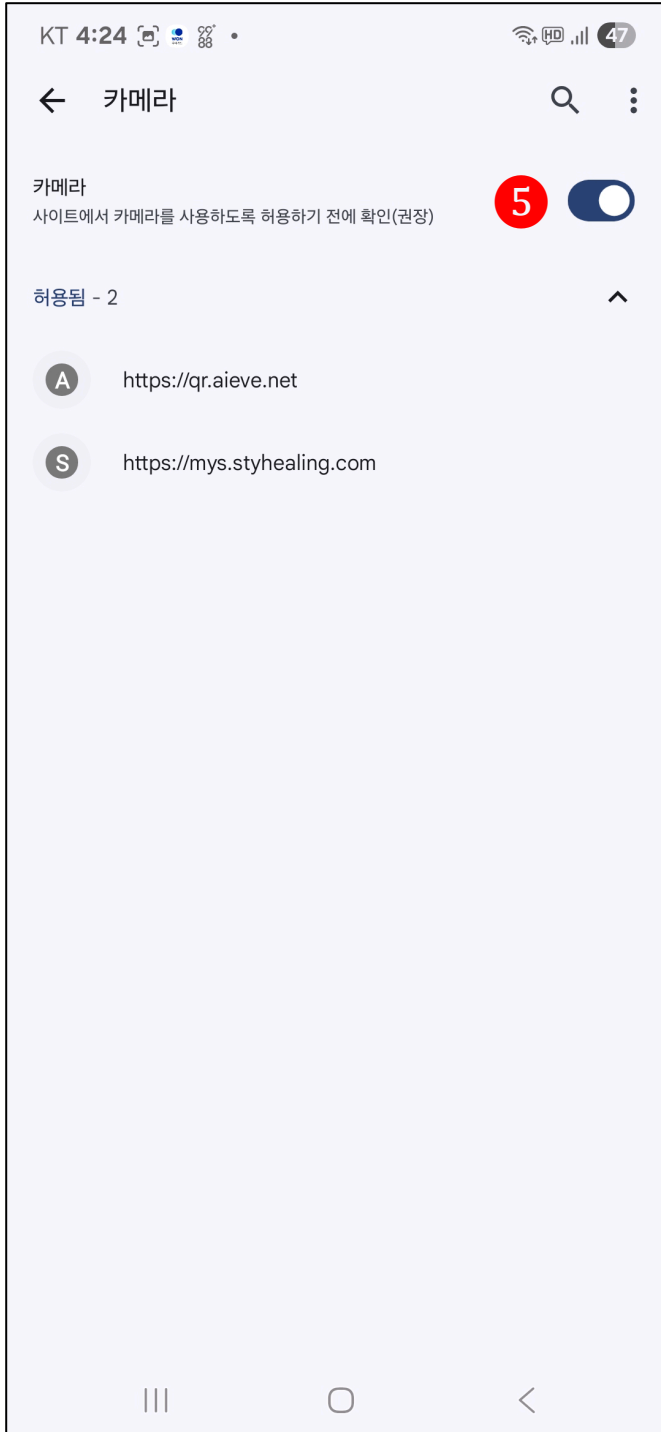 KT 4:24
HD 47
카메라
카메라
사이트에서 카메라를 사용하도록 허용하기 전에 확인(권장)
5
허용됨 - 2
A https://qr.aieve.net
S https://mys.styhealing.com